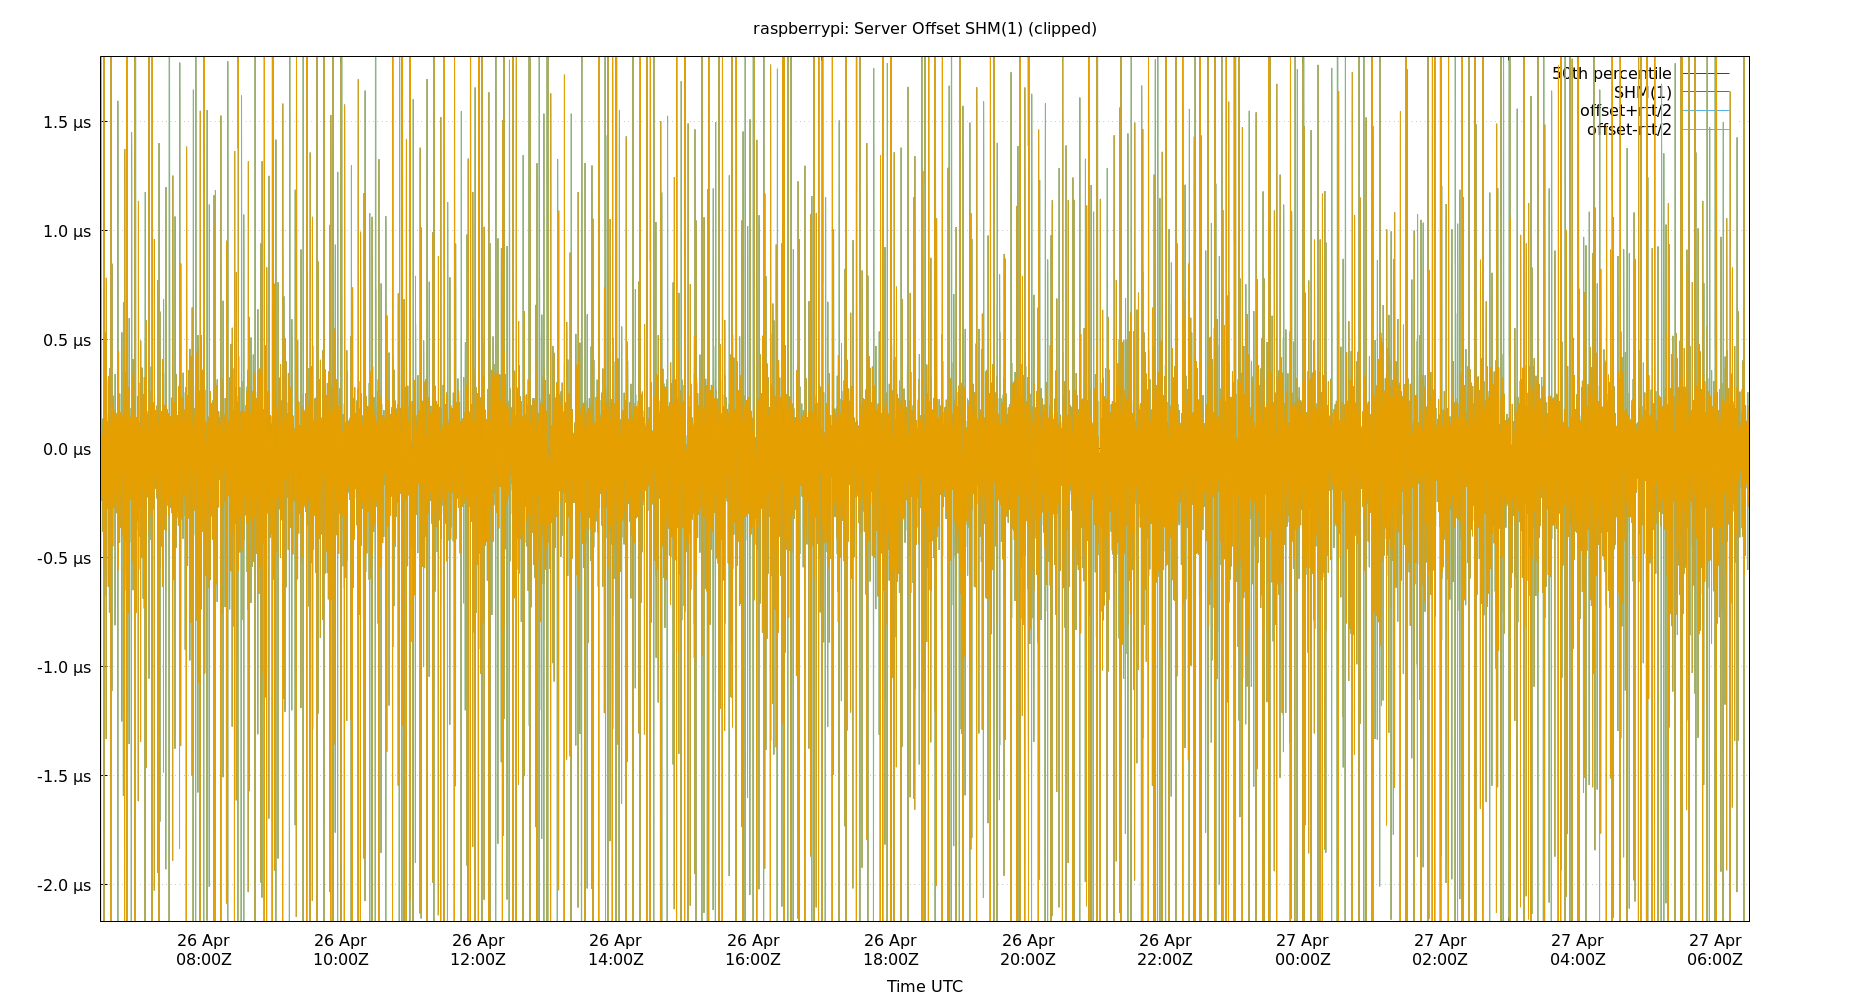 raspberrypi: Server Offset SHM(1) (clipped)
50th percentile
SHM(1)
offset+rtt/2
offset-rtt/2
1.5 µs
1.0 µs
0.5 µs
0.0 µs
-0.5 µs
-1.0 µs
-1.5 µs
-2.0 µs
26 Apr 26 Apr 26 Apr 26 Apr 26 Apr 26 Apr 26 Apr 26 Apr 27 Apr 27 Apr 27 Apr 27 Apr
08:00Z 10:00Z 12:00Z 14:00Z 16:00Z 18:00Z 20:00Z 22:00Z 00:00Z 02:00Z 04:00Z 06:00Z
Time UTC